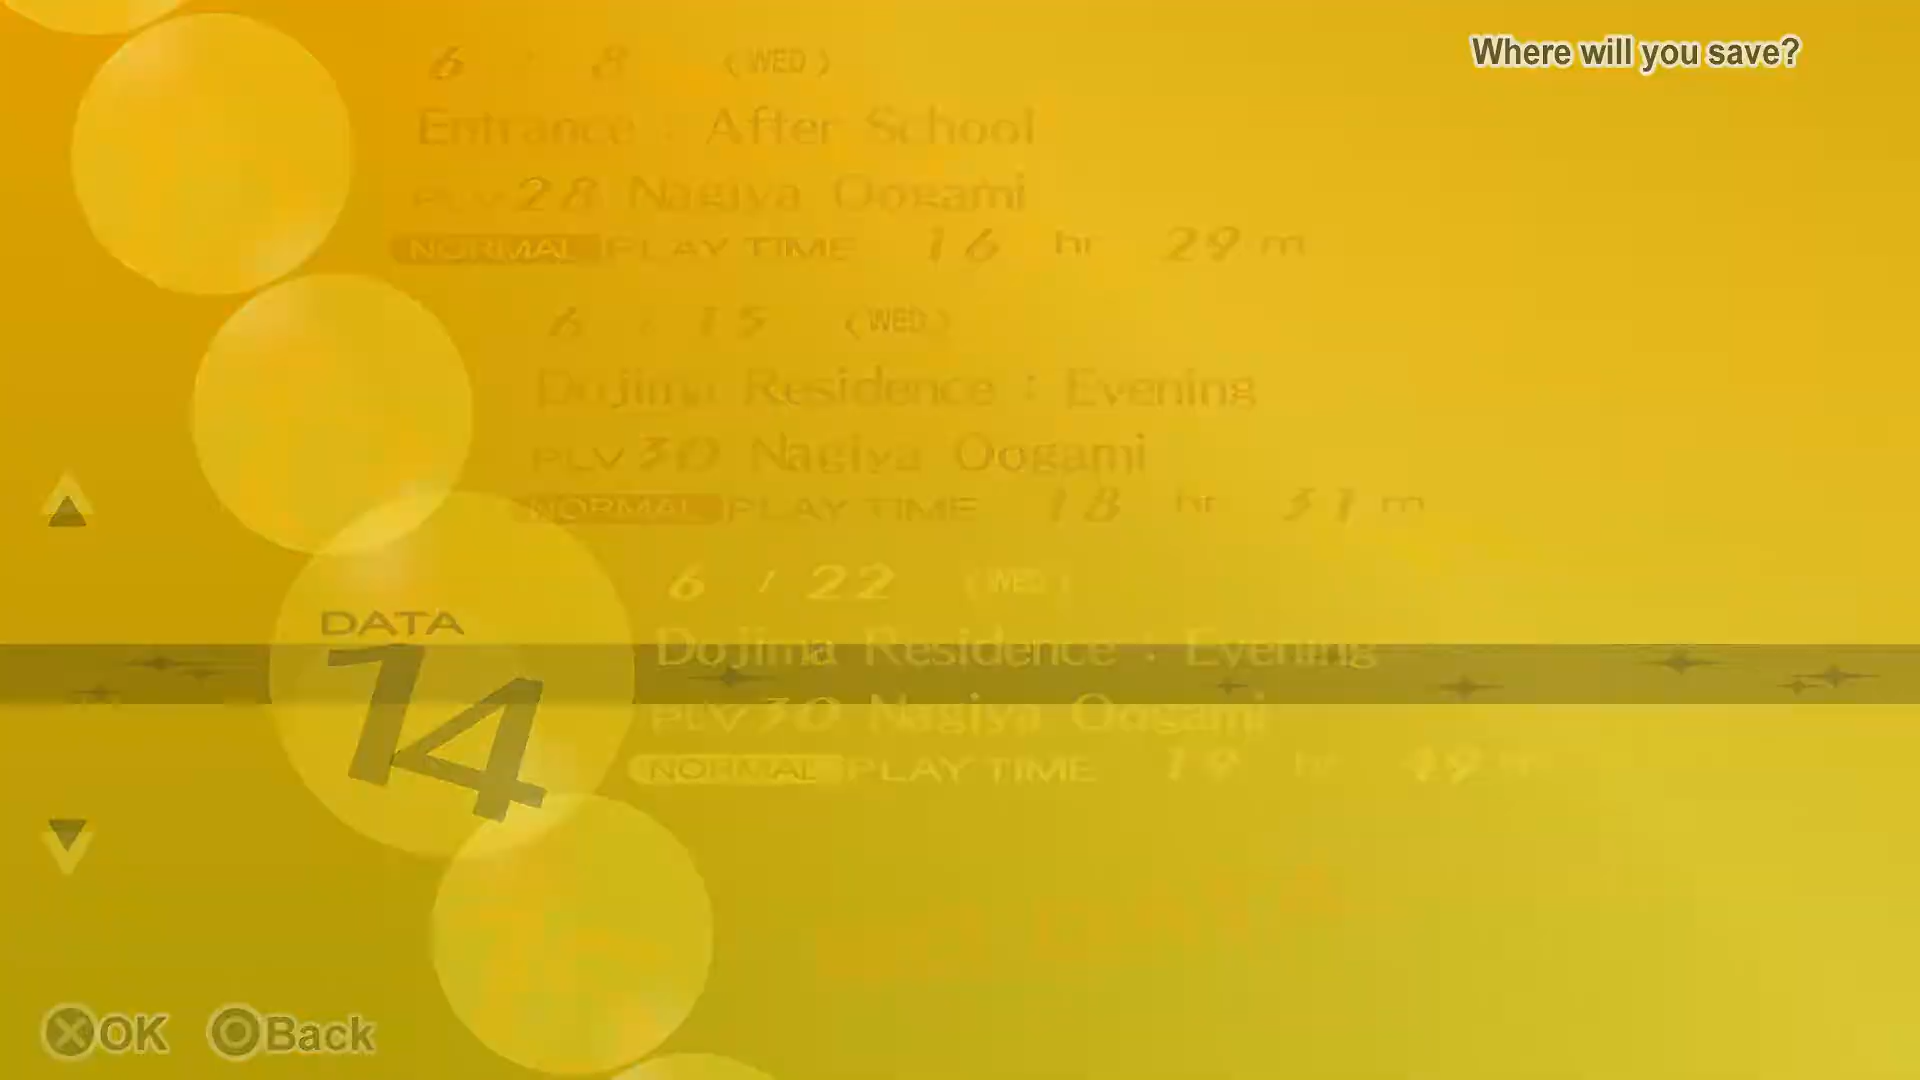 Where will you save?
6 / 8 (WED)
Entrance : After School
PLV 28 Nagiya Oogami
NORMAL PLAY TIME 16 hr 29 m
6 / 15 (WED)
Dojima Residence : Evening
PLV 30 Nagiya Oogami
NORMAL PLAY TIME 18 hr 31 m
DATA
14
6 / 22 (WED)
Dojima Residence : Evening
PLV 30 Nagiya Oogami
NORMAL PLAY TIME 19 hr 49 m
OK Back